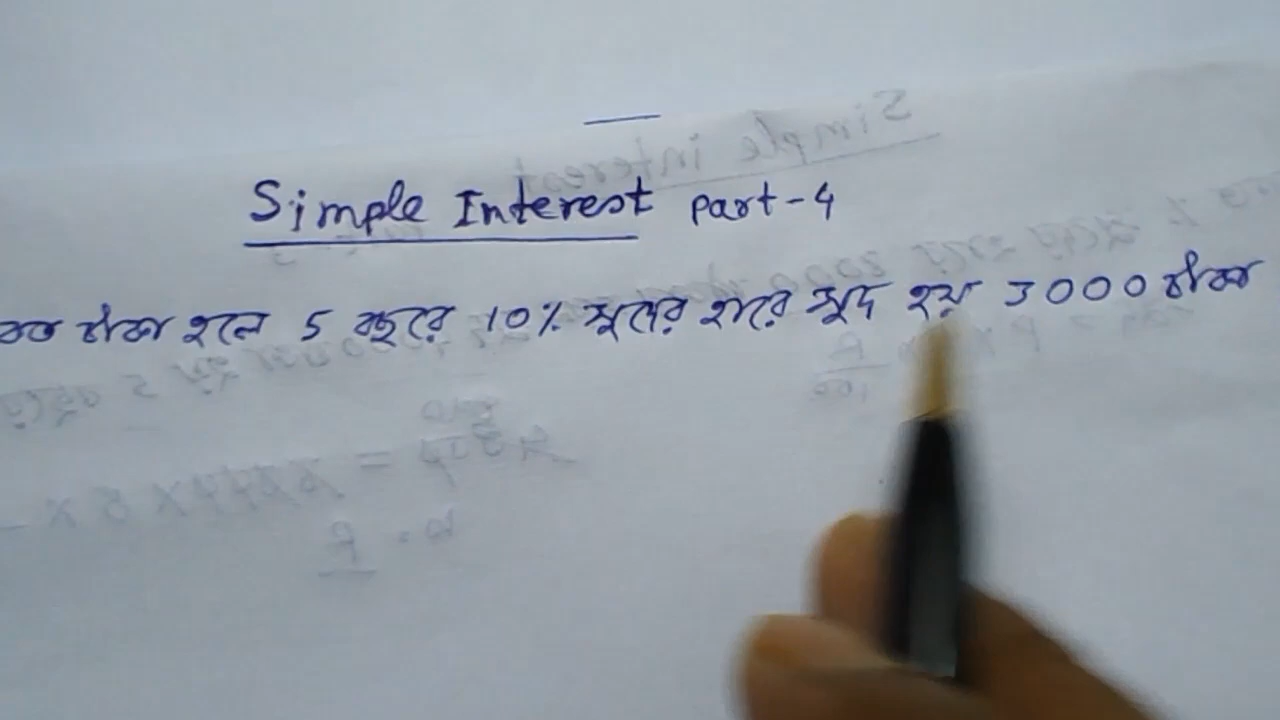 Simple Interest part-4
কত টাকা হলে 5 বছরে 10% সুদের হারে সুদ হয় 3000 টাকা